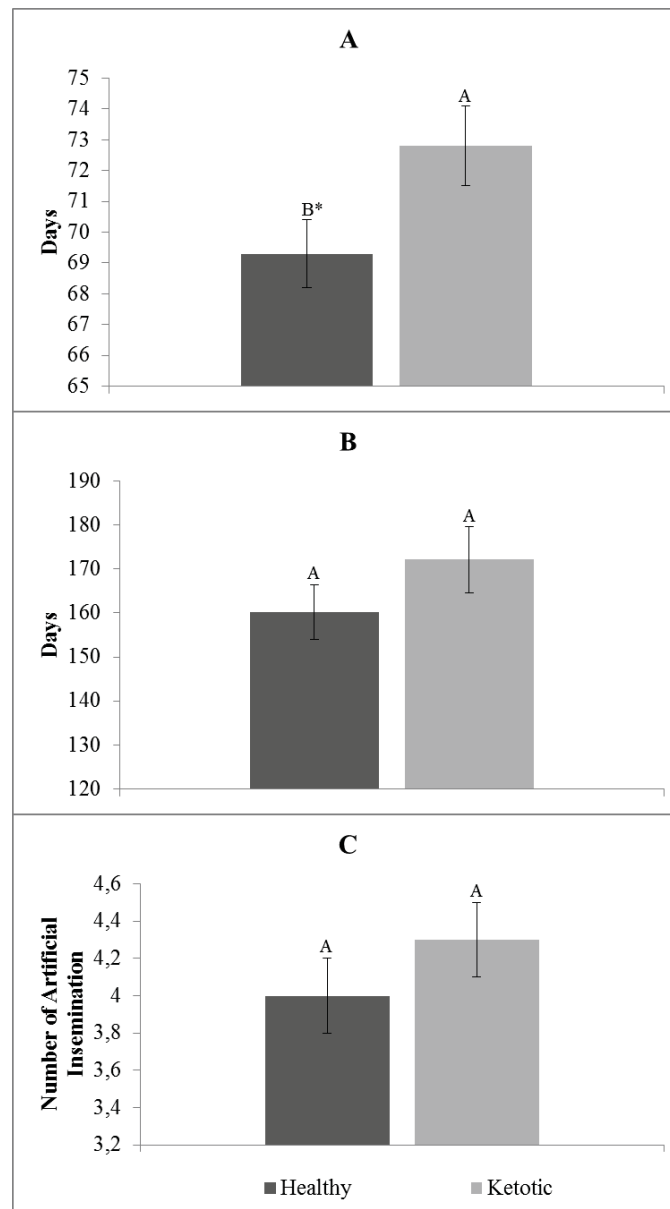 A
75
74
73
72
71
70
69
68
67
66
65
Days
B*
A
B
190
180
170
160
150
140
130
120
Days
A
A
C
4,6
4,4
4,2
4
3,8
3,6
3,4
3,2
Number of Artificial
Insemination
A
A
Healthy
Ketotic